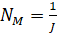 N_M = 1/J